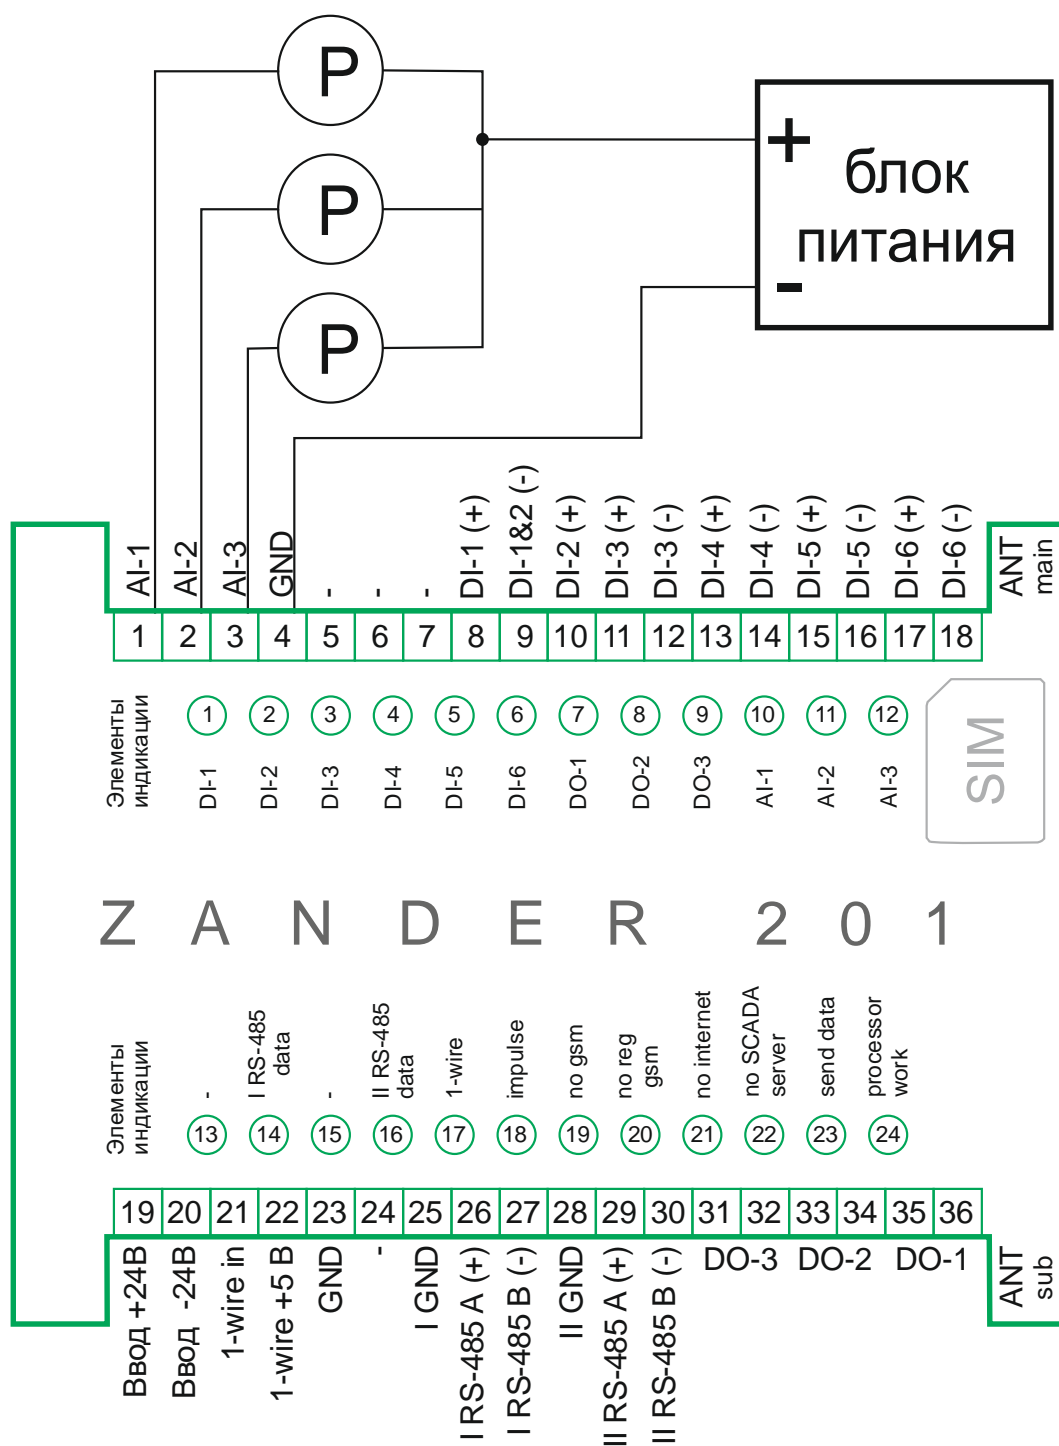 P
P
P
+
блок
питания
-
AI-1
AI-2
AI-3
GND
-
-
-
DI-1 (+)
DI-1&2 (-)
DI-2 (+)
DI-3 (+)
DI-3 (-)
DI-4 (+)
DI-4 (-)
DI-5 (+)
DI-5 (-)
DI-6 (+)
DI-6 (-)
ANT
main
1 2 3 4 5 6 7 8 9 10 11 12 13 14 15 16 17 18
Элементы
индикации
1 2 3 4 5 6 7 8 9 10 11 12
DI-1
DI-2
DI-3
DI-4
DI-5
DI-6
DO-1
DO-2
DO-3
AI-1
AI-2
AI-3
SIM
ZANDER 201
Элементы
индикации
-
I RS-485
data
-
II RS-485
data
1-wire
impulse
no gsm
no reg
gsm
no internet
no SCADA
server
send data
processor
work
13 14 15 16 17 18 19 20 21 22 23 24
19 20 21 22 23 24 25 26 27 28 29 30 31 32 33 34 35 36
Ввод +24В
Ввод -24В
1-wire in
1-wire +5 В
GND
-
I GND
I RS-485 A (+)
I RS-485 B (-)
II GND
II RS-485 A (+)
II RS-485 B (-)
DO-3
DO-2
DO-1
ANT
sub